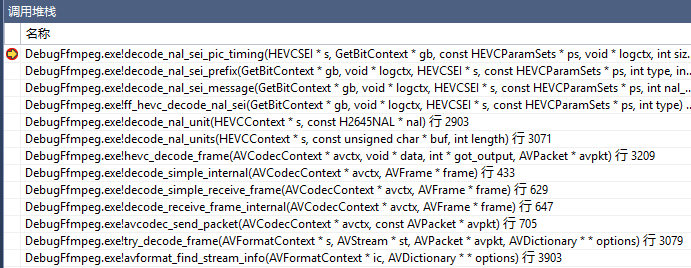 调用堆栈
名称
DebugFfmpeg.exe!decode_nal_sei_pic_timing(HEVCSEI * s, GetBitContext * gb, const HEVCParamSets * ps, void * logctx, int siz...
DebugFfmpeg.exe!decode_nal_sei_prefix(GetBitContext * gb, void * logctx, HEVCSEI * s, const HEVCParamSets * ps, int type, in...
DebugFfmpeg.exe!decode_nal_sei_message(GetBitContext * gb, void * logctx, HEVCSEI * s, const HEVCParamSets * ps, int nal_...
DebugFfmpeg.exe!ff_hevc_decode_nal_sei(GetBitContext * gb, void * logctx, HEVCSEI * s, const HEVCParamSets * ps, int type) ...
DebugFfmpeg.exe!decode_nal_unit(HEVCContext * s, const H2645NAL * nal) 行 2903
DebugFfmpeg.exe!decode_nal_units(HEVCContext * s, const unsigned char * buf, int length) 行 3071
DebugFfmpeg.exe!hevc_decode_frame(AVCodecContext * avctx, void * data, int * got_output, AVPacket * avpkt) 行 3209
DebugFfmpeg.exe!decode_simple_internal(AVCodecContext * avctx, AVFrame * frame) 行 433
DebugFfmpeg.exe!decode_simple_receive_frame(AVCodecContext * avctx, AVFrame * frame) 行 629
DebugFfmpeg.exe!decode_receive_frame_internal(AVCodecContext * avctx, AVFrame * frame) 行 647
DebugFfmpeg.exe!avcodec_send_packet(AVCodecContext * avctx, const AVPacket * avpkt) 行 705
DebugFfmpeg.exe!try_decode_frame(AVFormatContext * s, AVStream * st, AVPacket * avpkt, AVDictionary * * options) 行 3079
DebugFfmpeg.exe!avformat_find_stream_info(AVFormatContext * ic, AVDictionary * * options) 行 3903